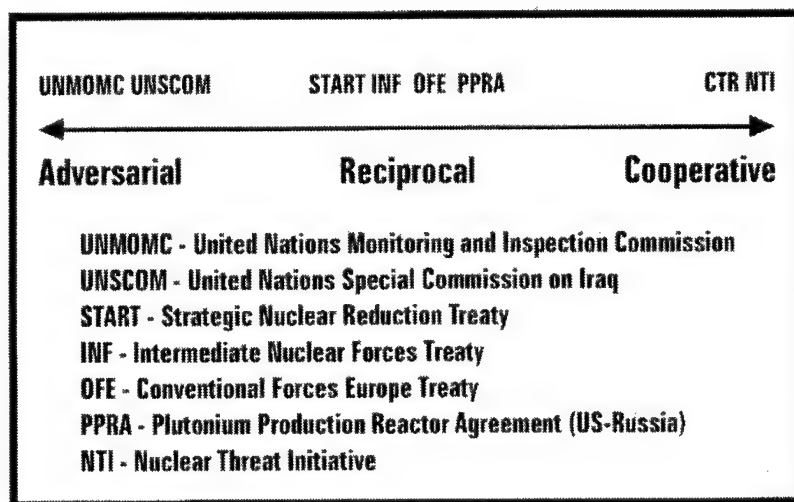 UNMOMC UNSCOM START INF OFE PPRA CTR NTI
Adversarial Reciprocal Cooperative
UNMOMC - United Nations Monitoring and Inspection Commission
UNSCOM - United Nations Special Commission on Iraq
START - Strategic Nuclear Reduction Treaty
INF - Intermediate Nuclear Forces Treaty
OFE - Conventional Forces Europe Treaty
PPRA - Plutonium Production Reactor Agreement (US-Russia)
NTI - Nuclear Threat Initiative